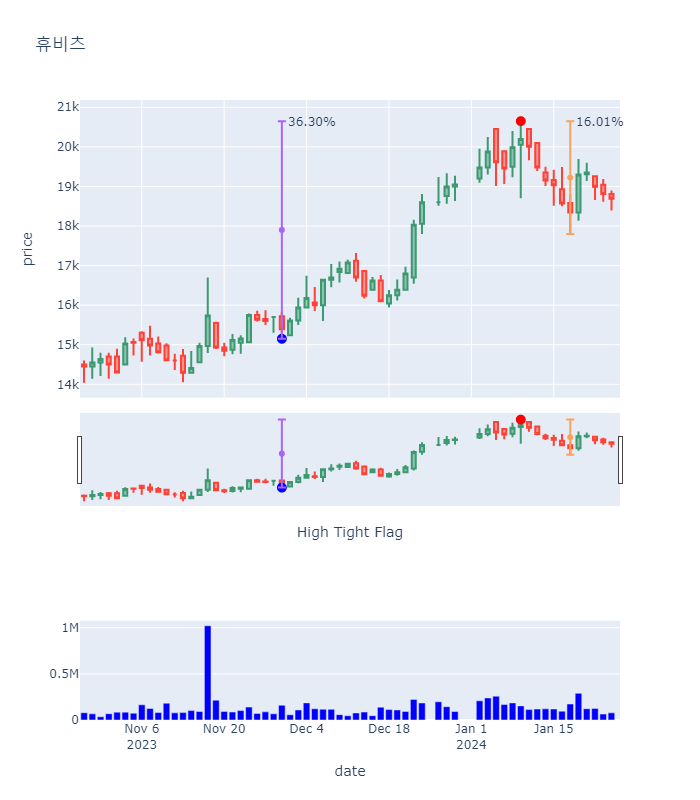 휴비츠
21k
36.30%
16.01%
20k
19k
18k
price
17k
16k
15k
14k
High Tight Flag
1M
0.5M
0
Nov 6
2023
Nov 20
Dec 4
Dec 18
Jan 1
2024
Jan 15
date